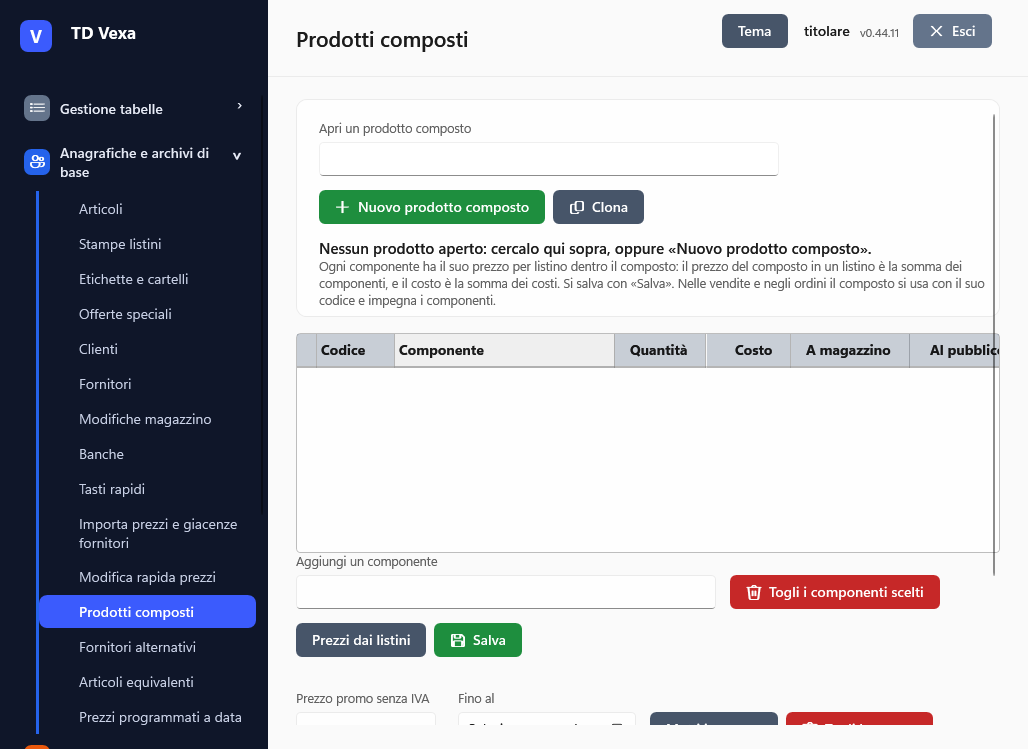 V
TD Vexa
Gestione tabelle
Anagrafiche e archivi di
base
Articoli
Stampe listini
Etichette e cartelli
Offerte speciali
Clienti
Fornitori
Modifiche magazzino
Banche
Tasti rapidi
Importa prezzi e giacenze
fornitori
Modifica rapida prezzi
Prodotti composti
Fornitori alternativi
Articoli equivalenti
Prezzi programmati a data
Prodotti composti
Tema
titolare
v0.44.11
Esci
Apri un prodotto composto
Nuovo prodotto composto
Clona
Nessun prodotto aperto: cercalo qui sopra, oppure «Nuovo prodotto composto».
Ogni componente ha il suo prezzo per listino dentro il composto: il prezzo del composto in un listino è la somma dei
componenti, e il costo è la somma dei costi. Si salva con «Salva». Nelle vendite e negli ordini il composto si usa con il suo
codice e impegna i componenti.
Codice Componente Quantità Costo A magazzino Al pubblico
Aggiungi un componente
Togli i componenti scelti
Prezzi dai listini
Salva
Prezzo promo senza IVA
Fino al